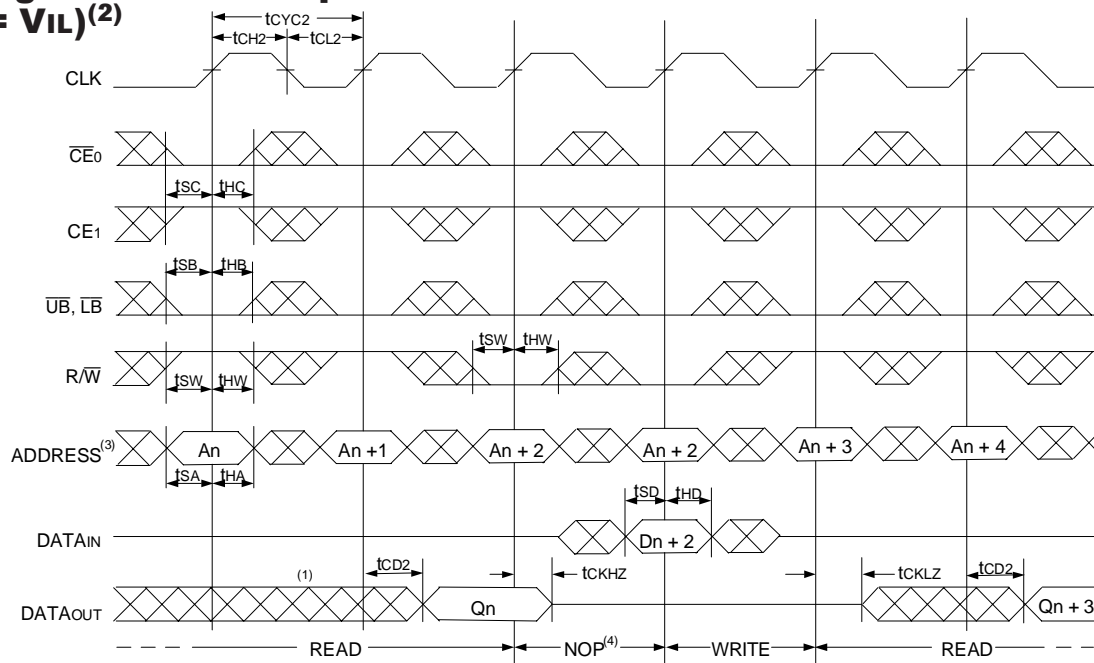 = VIL)(2)
tCYC2
tCH2 tCL2
CLK
CE0
tSC tHC
CE1
tSB tHB
UB, LB
tSW tHW
R/W
tSW tHW
ADDRESS(3) An An +1 An + 2 An + 2 An + 3 An + 4
tSA tHA
tSD tHD
DATAIN Dn + 2
tCD2 tCKHZ tCKLZ tCD2
(1)
DATAOUT Qn Qn + 3
READ NOP(4) WRITE READ